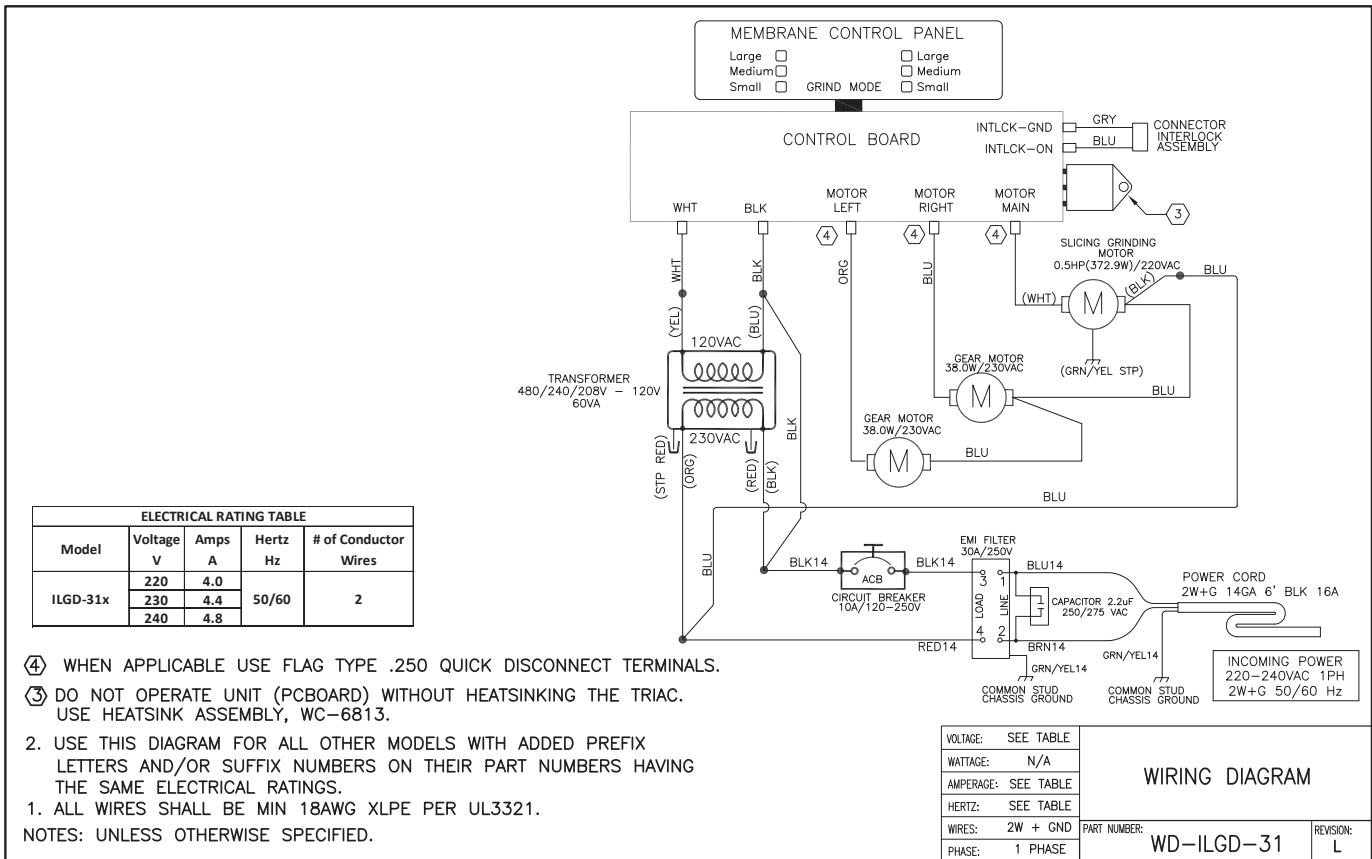 MEMBRANE CONTROL PANEL
Large Large
Medium Medium
Small GRIND MODE Small
CONTROL BOARD
INTLCK-GND
INTLCK-ON
GRY
BLU
CONNECTOR
INTERLOCK
ASSEMBLY
WHT
BLK
MOTOR
LEFT
MOTOR
RIGHT
MOTOR
MAIN
3
4
4
4
WHT
BLK
ORG
BLU
SLICING GRINDING
MOTOR
0.5HP(372.9W)/220VAC
BLU
(WHT)
(BLK)
M
(YEL)
(BLU)
120VAC
TRANSFORMER
480/240/208V - 120V
60VA
230VAC
(GRN/YEL STP)
GEAR MOTOR
38.0W/230VAC
M
BLU
GEAR MOTOR
38.0W/230VAC
M
BLU
BLK
(STP RED)
(ORG)
(RED)
(BLK)
BLU
BLU
BLK14
ACB
CIRCUIT BREAKER
10A/120-250V
BLK14
EMI FILTER
30A/250V
3 1
LOAD LINE
4 2
BLU14
CAPACITOR 2.2uF
250/275 VAC
POWER CORD
2W+G 14GA 6' BLK 16A
RED14
BRN14
GRN/YEL14
GRN/YEL14
COMMON STUD
CHASSIS GROUND
COMMON STUD
CHASSIS GROUND
INCOMING POWER
220-240VAC 1PH
2W+G 50/60 Hz
ELECTRICAL RATING TABLE
Model Voltage Amps Hertz # of Conductor
V A Hz Wires
220 4.0
ILGD-31x 230 4.4 50/60 2
240 4.8
4 WHEN APPLICABLE USE FLAG TYPE .250 QUICK DISCONNECT TERMINALS.
3 DO NOT OPERATE UNIT (PCBOARD) WITHOUT HEATSINKING THE TRIAC.
USE HEATSINK ASSEMBLY, WC-6813.
2. USE THIS DIAGRAM FOR ALL OTHER MODELS WITH ADDED PREFIX
LETTERS AND/OR SUFFIX NUMBERS ON THEIR PART NUMBERS HAVING
THE SAME ELECTRICAL RATINGS.
1. ALL WIRES SHALL BE MIN 18AWG XLPE PER UL3321.
NOTES: UNLESS OTHERWISE SPECIFIED.
VOLTAGE: SEE TABLE
WATTAGE: N/A
AMPERAGE: SEE TABLE
HERTZ: SEE TABLE
WIRES: 2W + GND
PHASE: 1 PHASE
WIRING DIAGRAM
PART NUMBER: WD-ILGD-31
REVISION: L